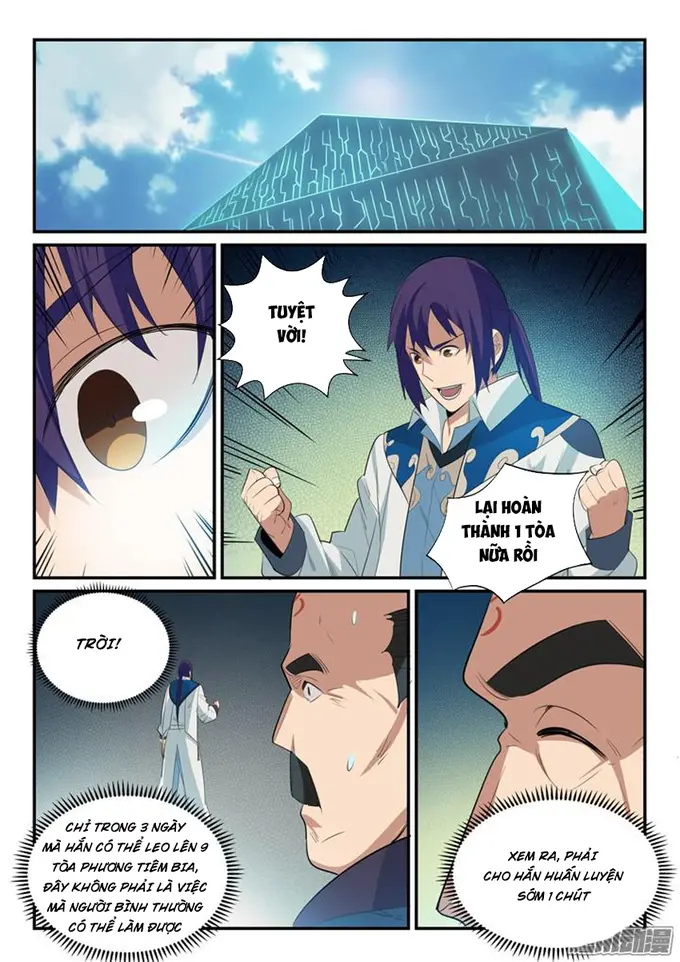 TUYỆT
VỜI!
LẠI HOÀN
THÀNH 1 TÒA
NỮA RỒI
TRỜI!
CHỈ TRONG 3 NGÀY
MÀ HẮN CÓ THỂ LEO LÊN 9
TÒA PHƯƠNG TIÊM BIA,
ĐÂY KHÔNG PHẢI LÀ VIỆC
MÀ NGƯỜI BÌNH THƯỜNG
CÓ THỂ LÀM ĐƯỢC
XEM RA, PHẢI
CHO HẮN HUẤN LUYỆN
SỚM 1 CHÚT